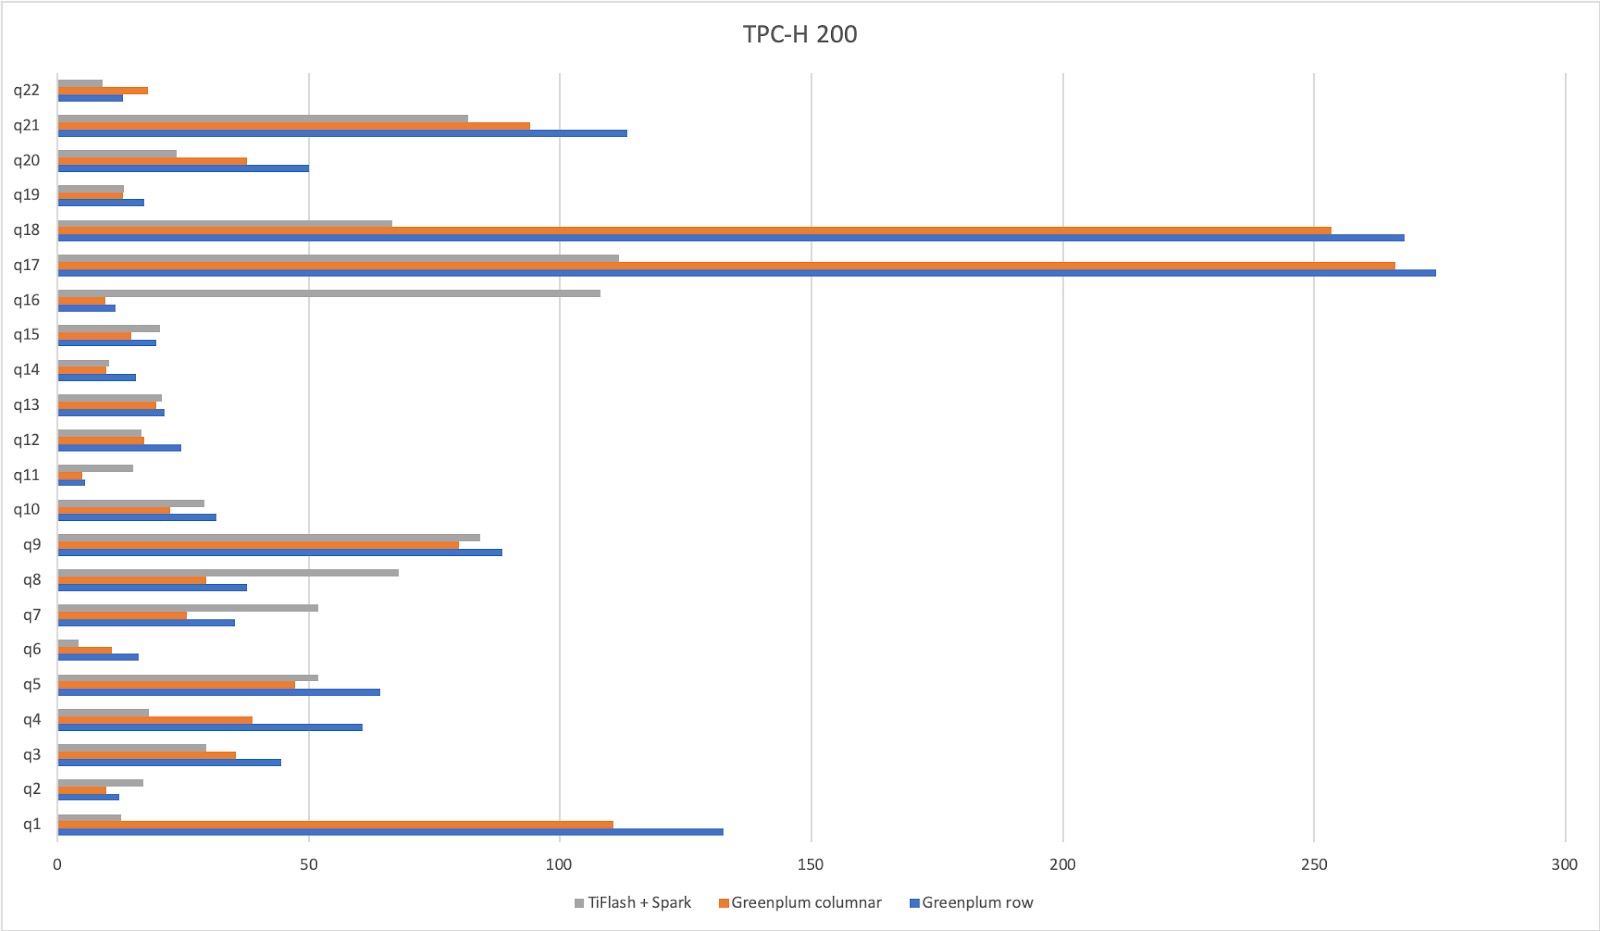 TPC-H 200
q22
q21
q20
q19
q18
q17
q16
q15
q14
q13
q12
q11
q10
q9
q8
q7
q6
q5
q4
q3
q2
q1
0 50 100 150 200 250 300
TiFlash + Spark Greenplum columnar Greenplum row